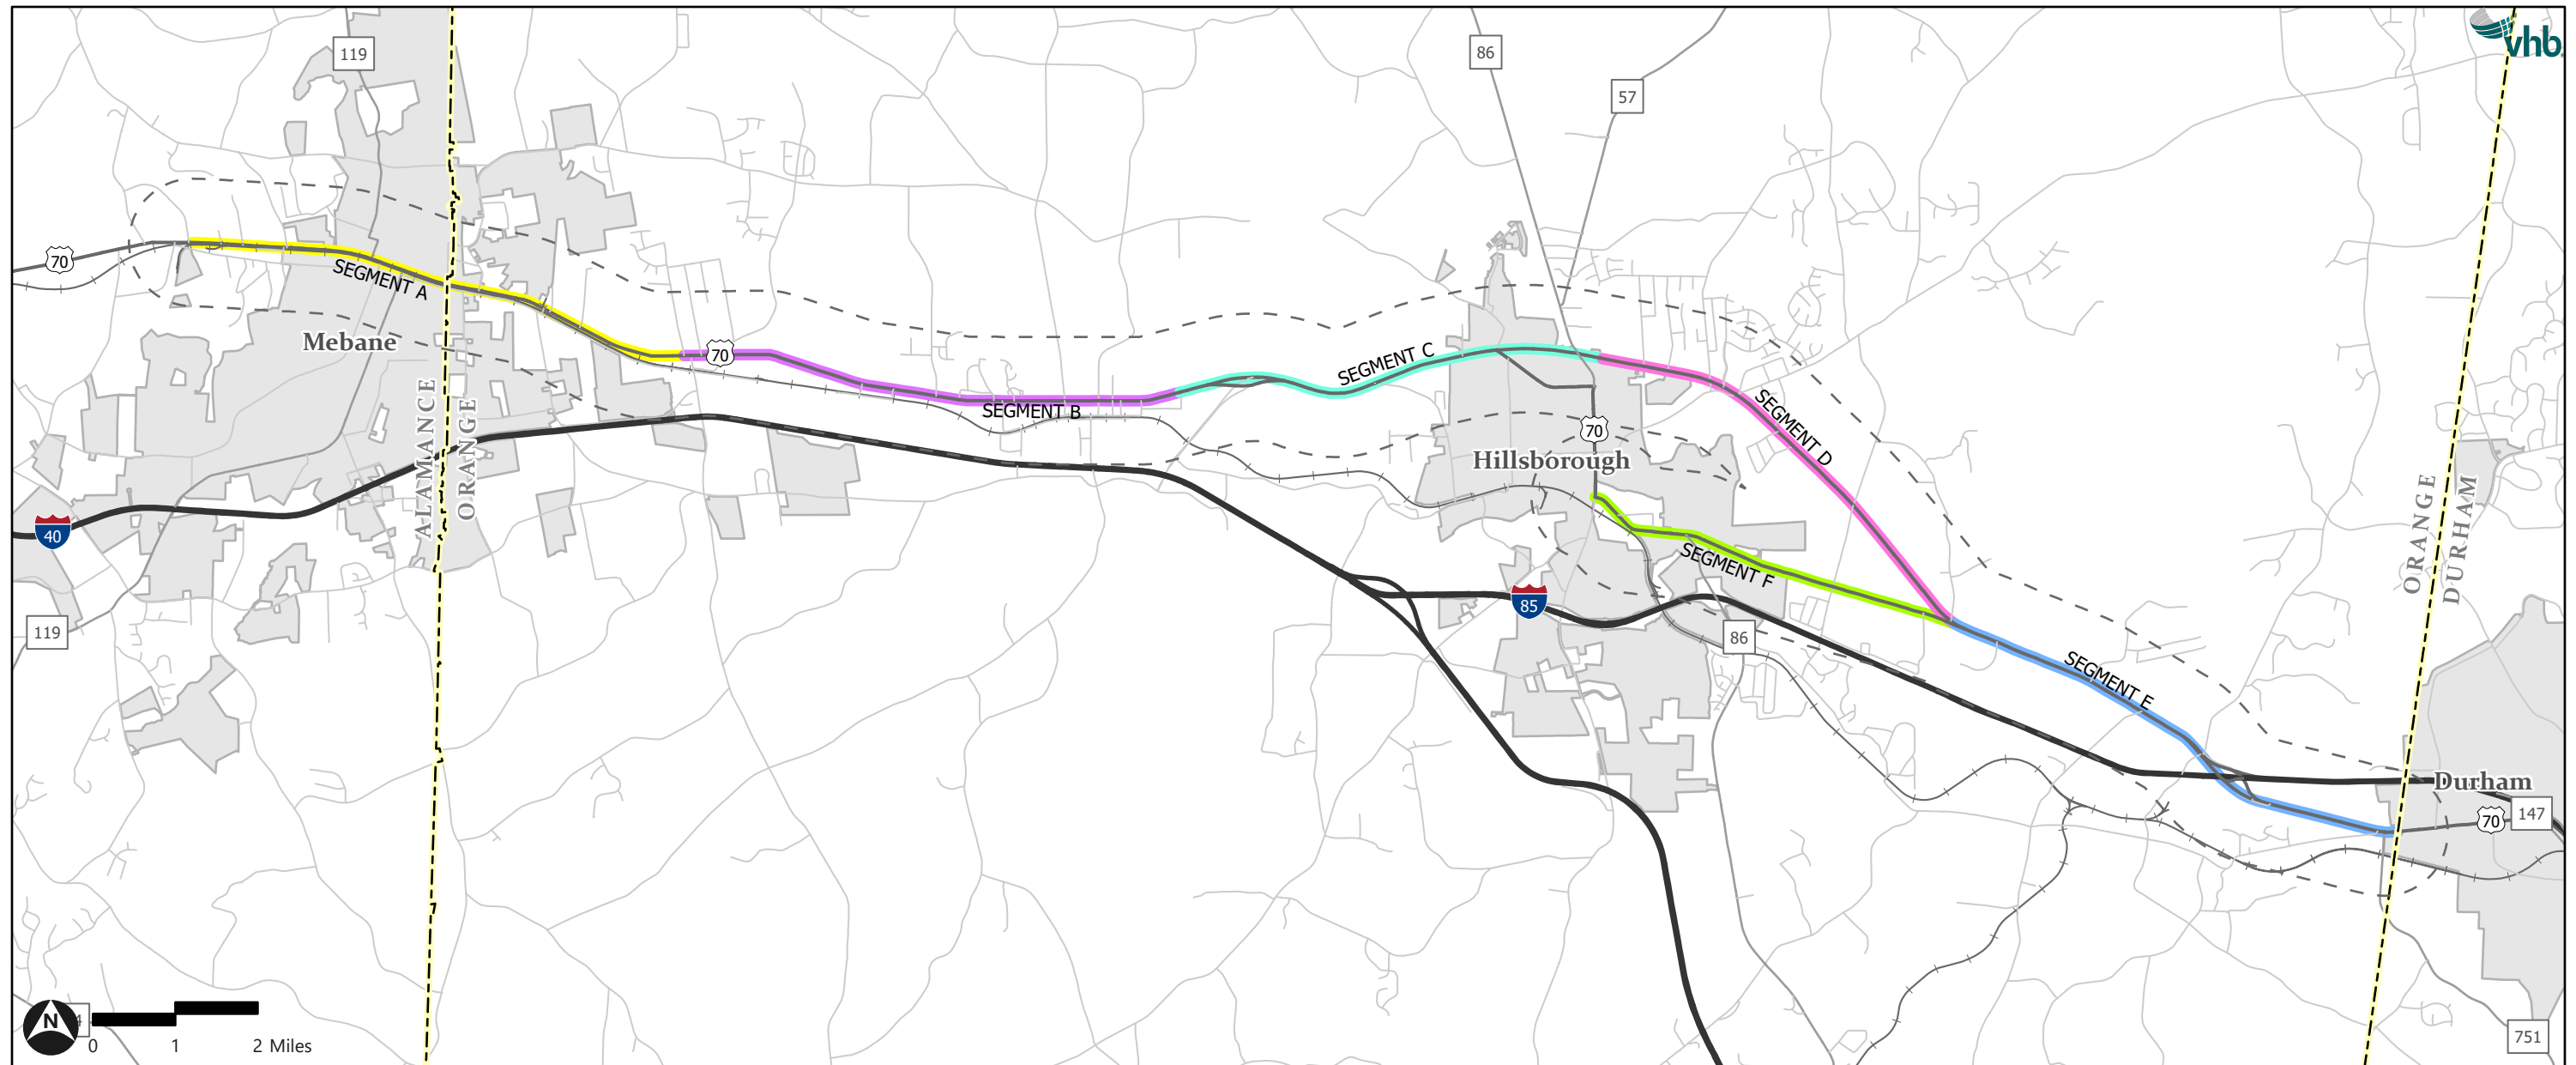 vhb
119
86
57
70
SEGMENT A
Mebane
70
SEGMENT B
SEGMENT C
SEGMENT D
70
Hillsborough
ALAMANCE
ORANGE
40
SEGMENT F
85
86
119
ORANGE
DURHAM
SEGMENT E
Durham
147
70
N
0 1 2 Miles
751